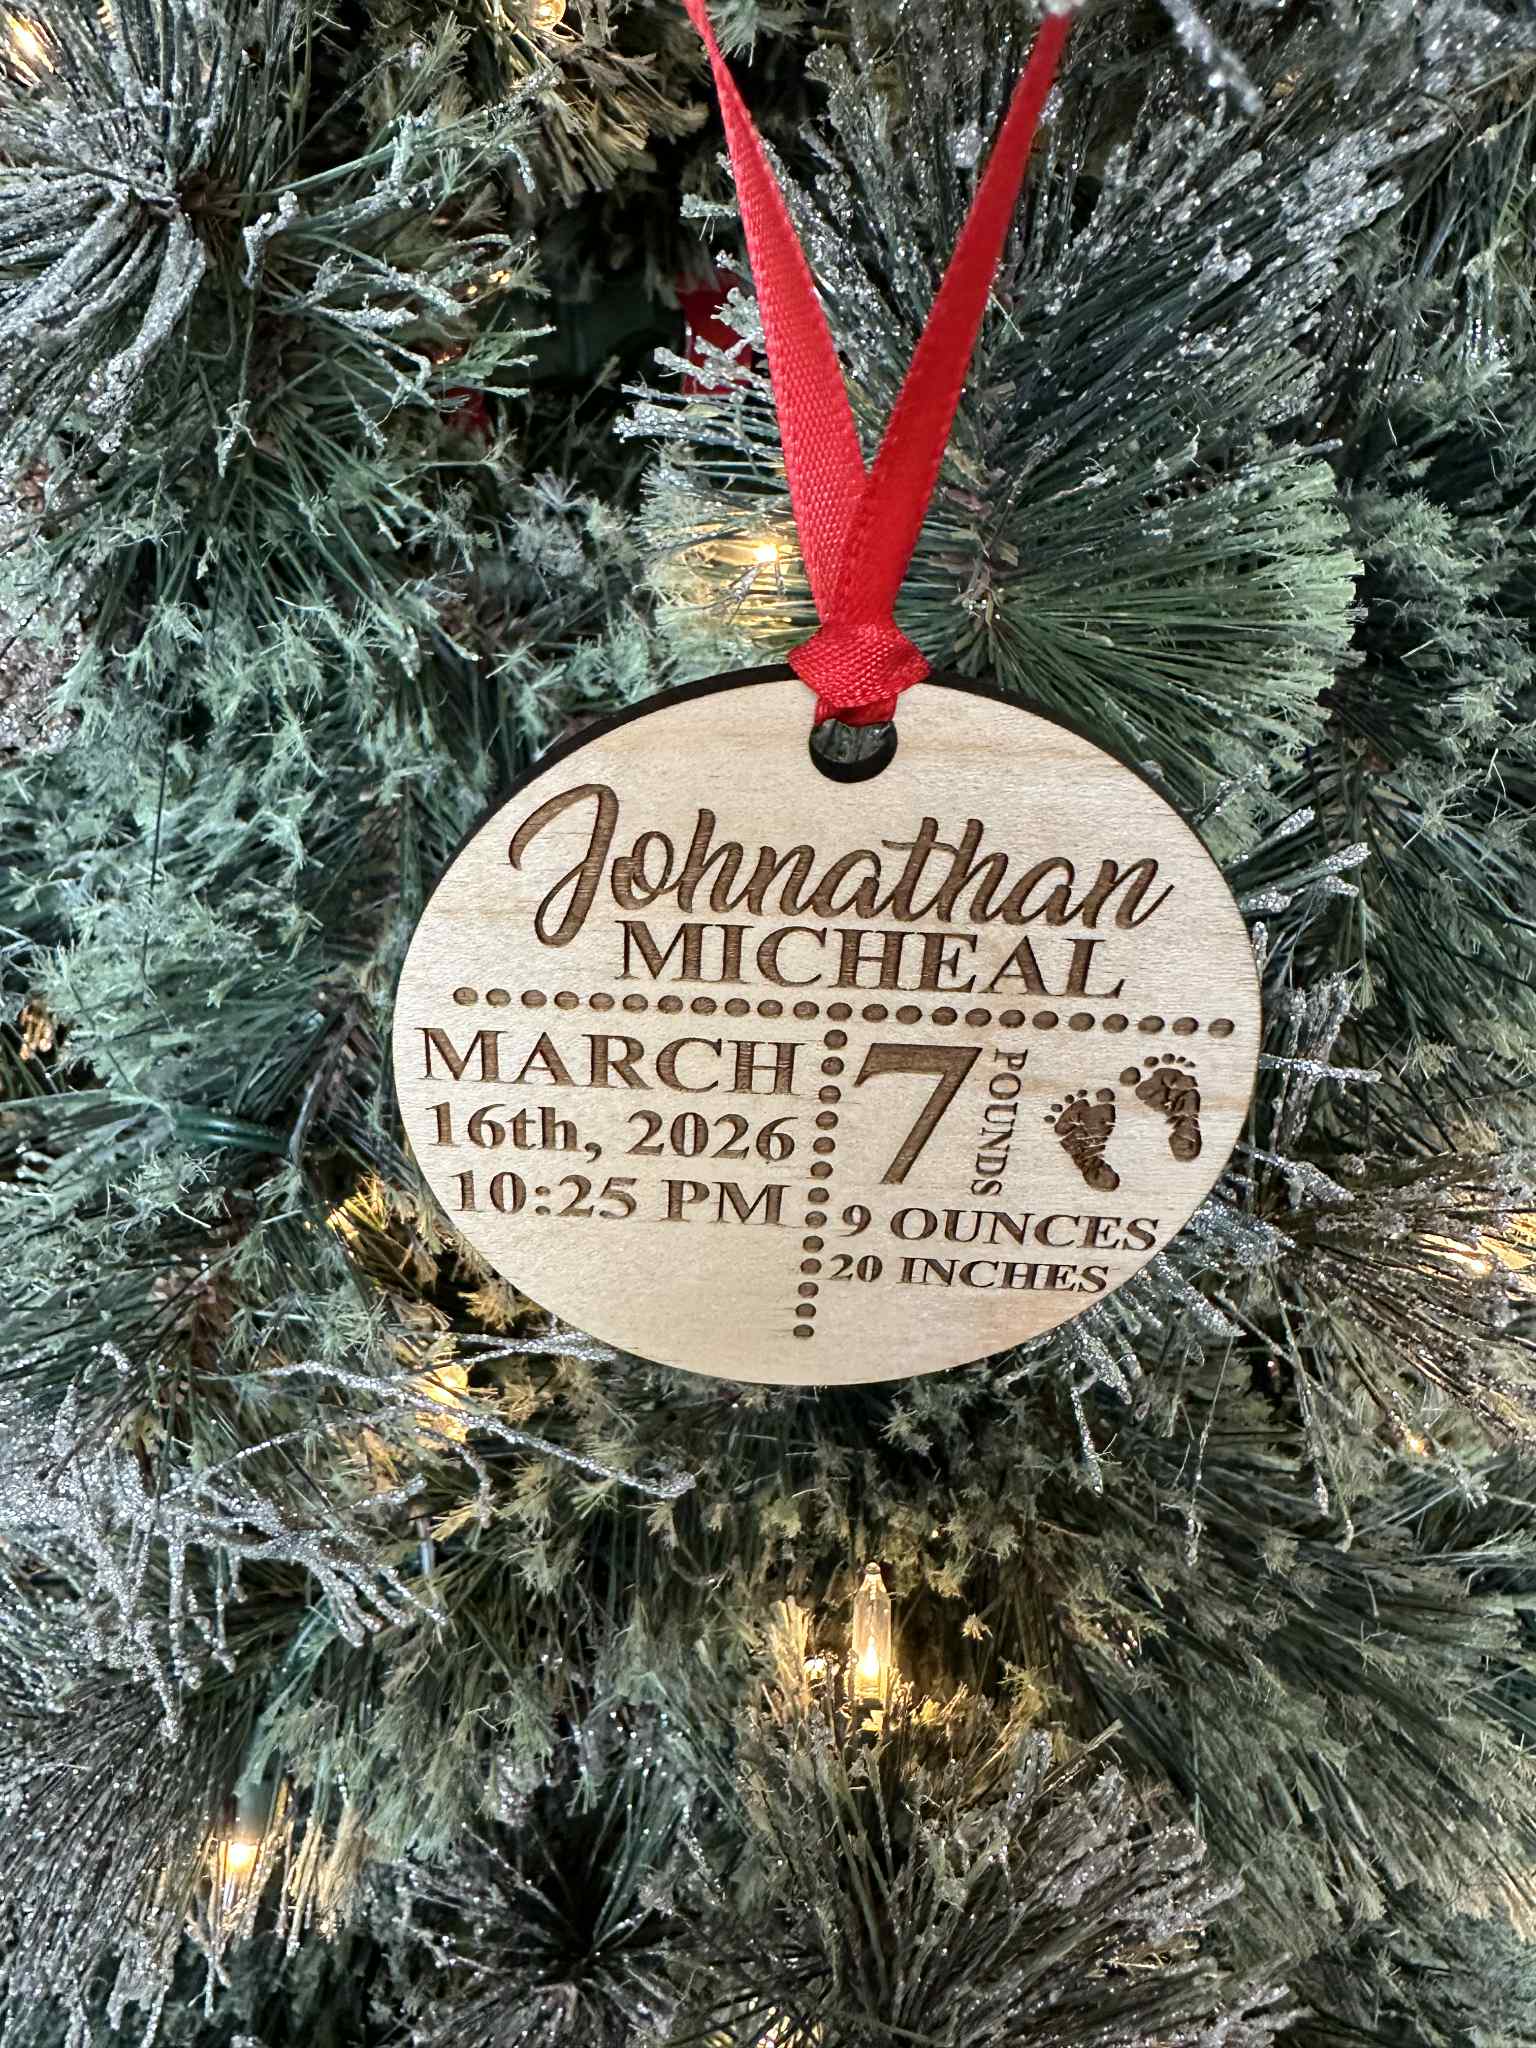 Johnathan
MICHEAL
MARCH
16th, 2026
10:25 PM
7 POUNDS
9 OUNCES
20 INCHES